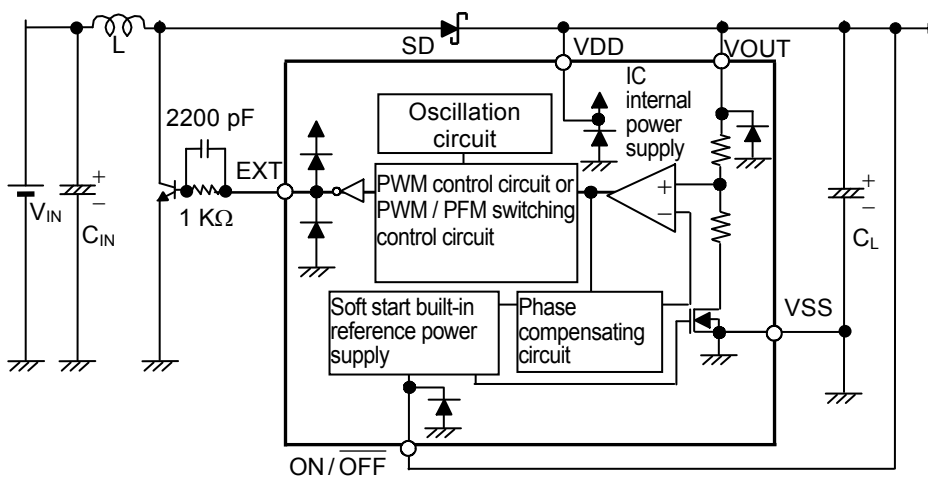 L
SD
VDD
VOUT
2200 pF
EXT
1 KΩ
Oscillation
circuit
IC
internal
power
supply
PWM control circuit or
PWM / PFM switching
control circuit
+
−
VIN
+
−
CIN
+
−
CL
Soft start built-in
reference power
supply
Phase
compensating
circuit
VSS
ON / OFF